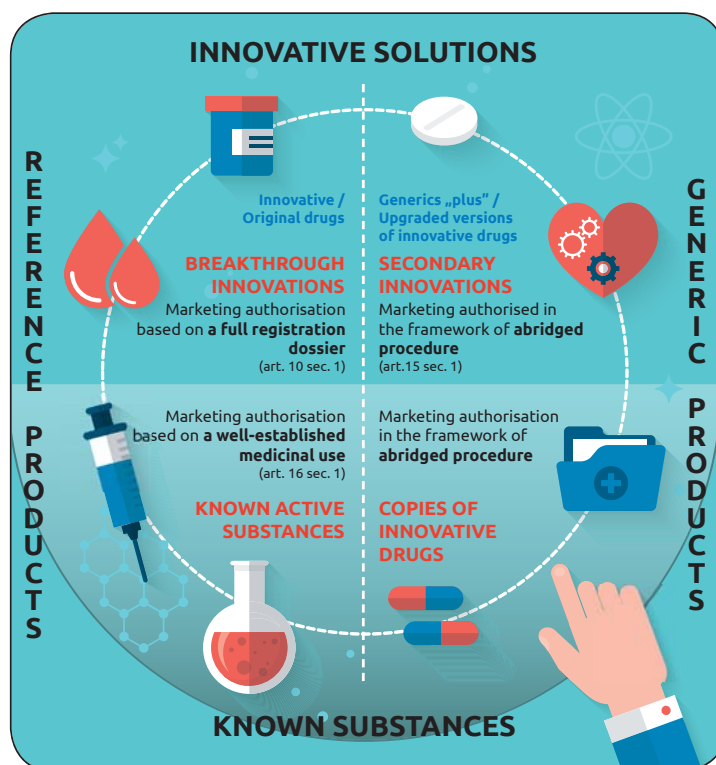 INNOVATIVE SOLUTIONS
REFERENCE PRODUCTS
Innovative /
Original drugs
BREAKTHROUGH
INNOVATIONS
Marketing authorisation
based on a full registration
dossier
(art. 10 sec. 1)
Generics „plus” /
Upgraded versions
of innovative drugs
SECONDARY
INNOVATIONS
Marketing authorised in
the framework of abridged
procedure
(art.15 sec. 1)
GENERIC PRODUCTS
Marketing authorisation
based on a well-established
medicinal use
(art. 16 sec. 1)
KNOWN ACTIVE
SUBSTANCES
Marketing authorisation
in the framework of
abridged procedure
COPIES OF
INNOVATIVE
DRUGS
KNOWN SUBSTANCES